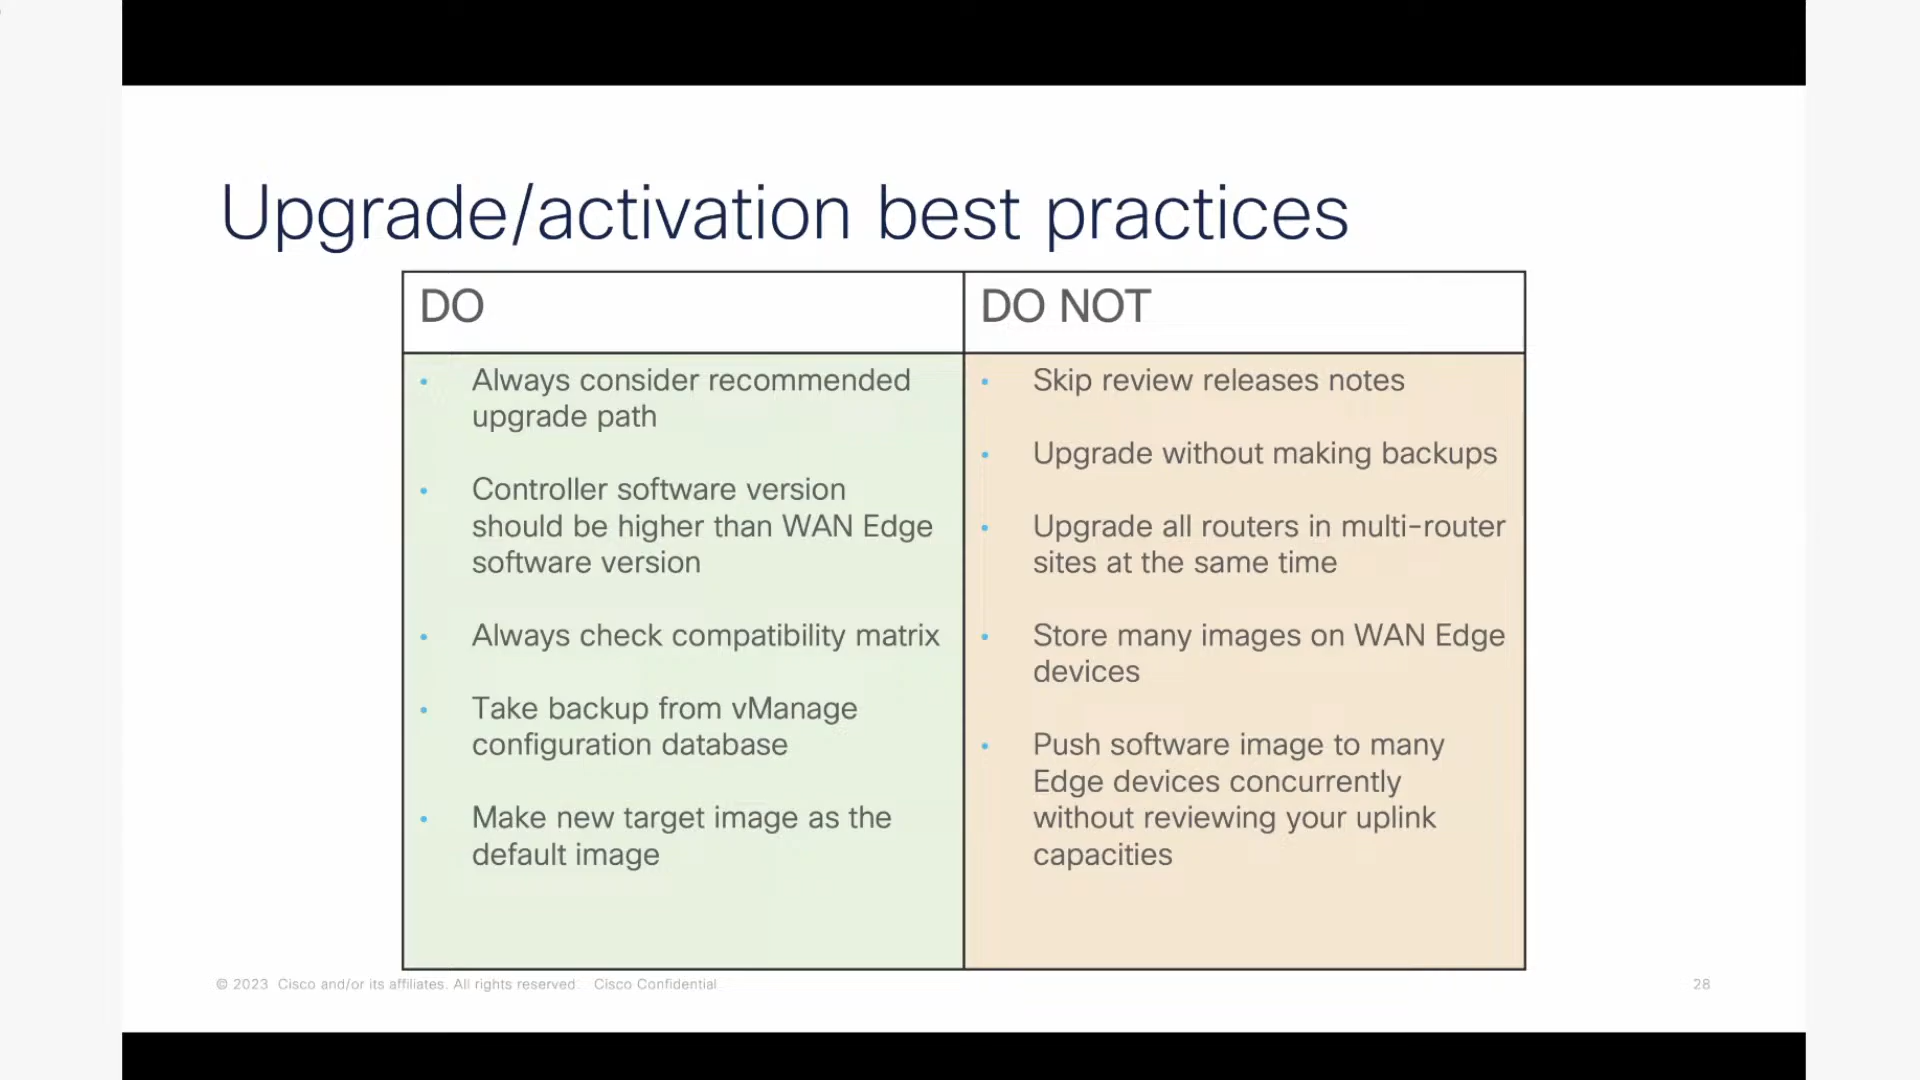 Upgrade/activation best practices
DO
• Always consider recommended
upgrade path
• Controller software version
should be higher than WAN Edge
software version
• Always check compatibility matrix
• Take backup from vManage
configuration database
• Make new target image as the
default image
DO NOT
• Skip review releases notes
• Upgrade without making backups
• Upgrade all routers in multi-router
sites at the same time
• Store many images on WAN Edge
devices
• Push software image to many
Edge devices concurrently
without reviewing your uplink
capacities
© 2023 Cisco and/or its affiliates. All rights reserved. Cisco Confidential
28